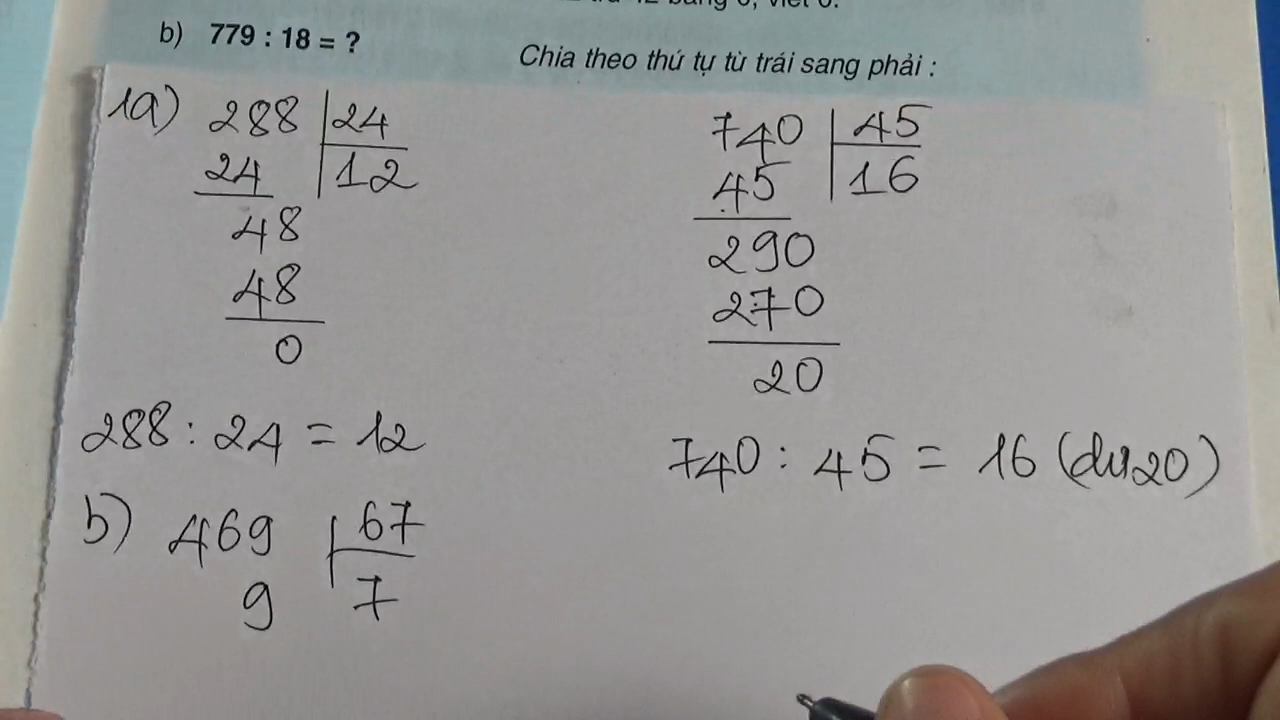 b) 779 : 18 = ?
Chia theo thứ tự từ trái sang phải :
1a) 288 24
24 12
48
48
0
288 : 24 = 12
740 45
45 16
290
270
20
740 : 45 = 16 (dư 20)
b) 469 67
9 7